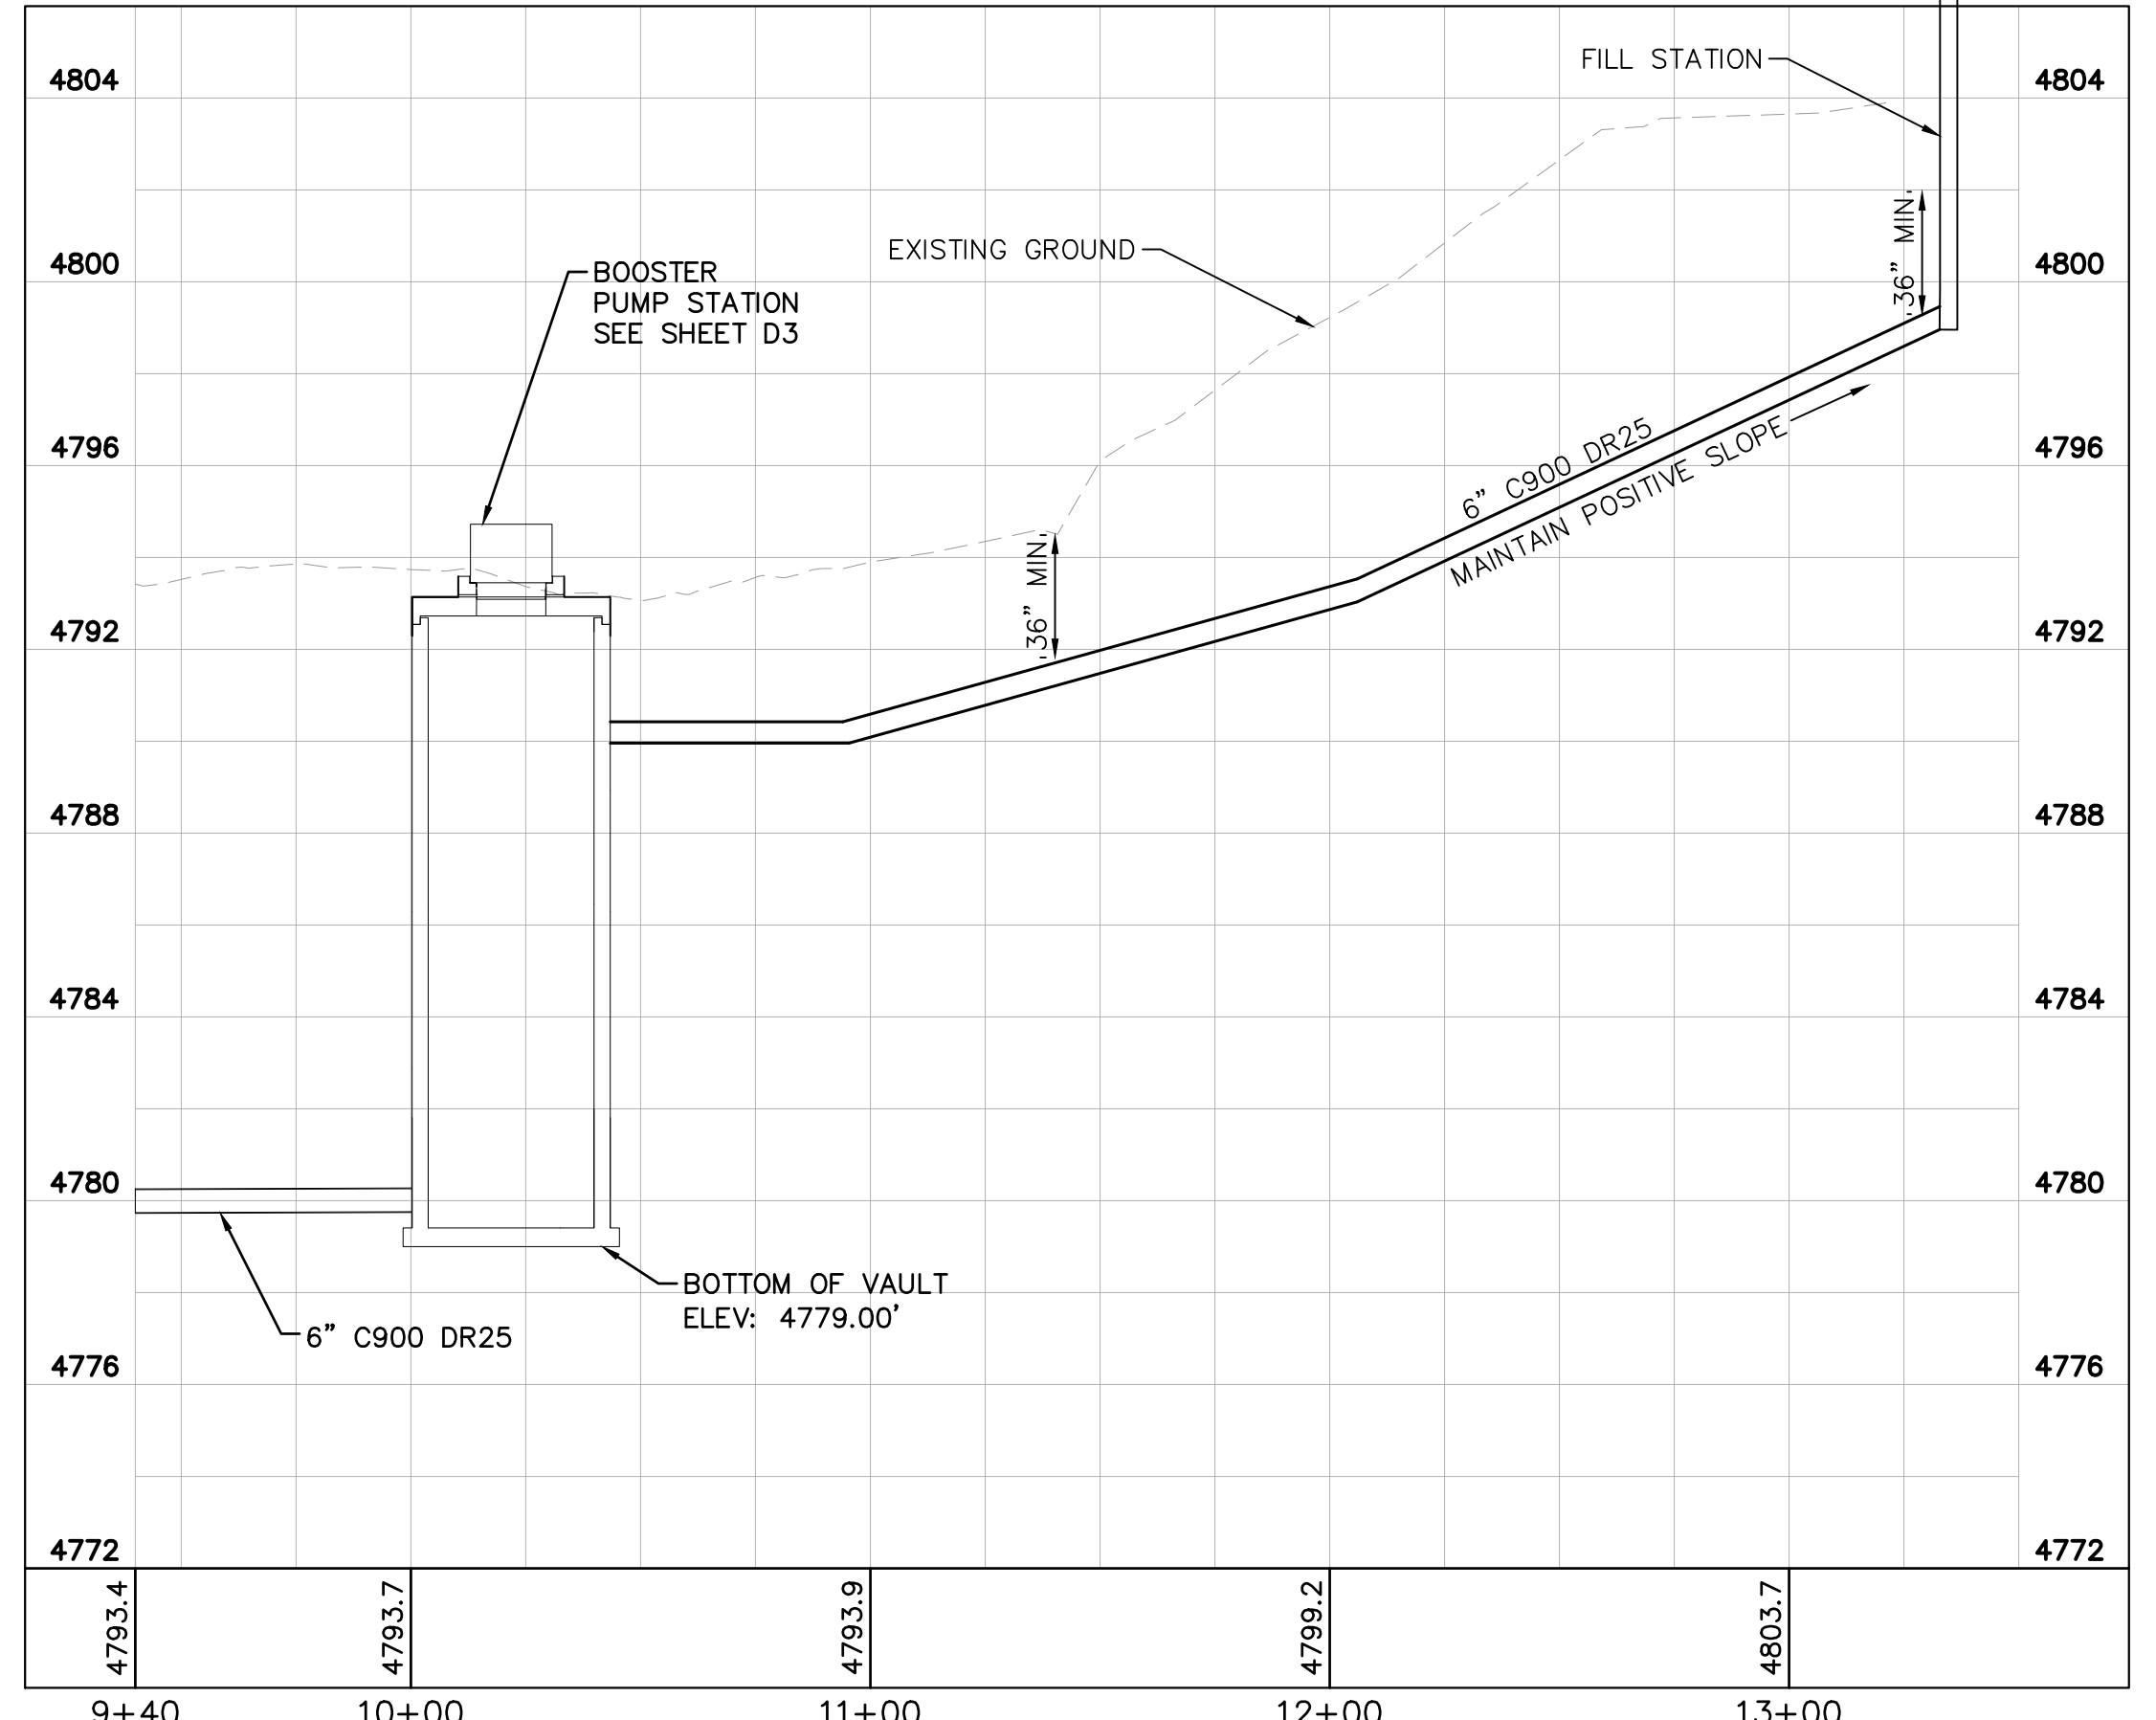 FILL STATION
4804
4804
EXISTING GROUND
36” MIN.
4800
4800
BOOSTER
PUMP STATION
SEE SHEET D3
4796
4796
6” C900 DR25
MAINTAIN POSITIVE SLOPE
36” MIN.
4792
4792
4788
4788
4784
4784
4780
4780
BOTTOM OF VAULT
ELEV: 4779.00’
6” C900 DR25
4776
4776
4772
4772
4793.4
4793.7
4793.9
4799.2
4803.7
9+40
10+00
11+00
12+00
13+00